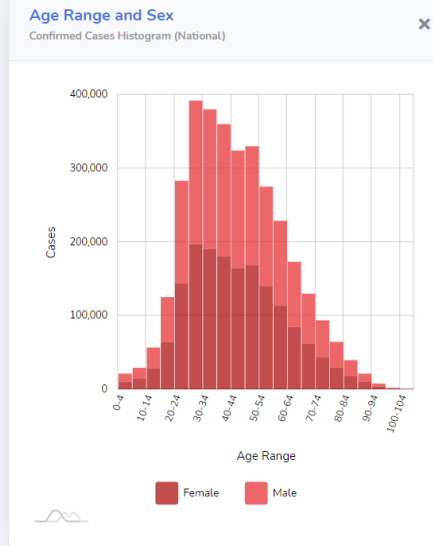 Age Range and Sex
Confirmed Cases Histogram (National)
×
400,000
300,000
200,000
100,000
0
Cases
0-4
10-14
20-24
30-34
40-44
50-54
60-64
70-74
80-84
90-94
100-104
Age Range
Female
Male